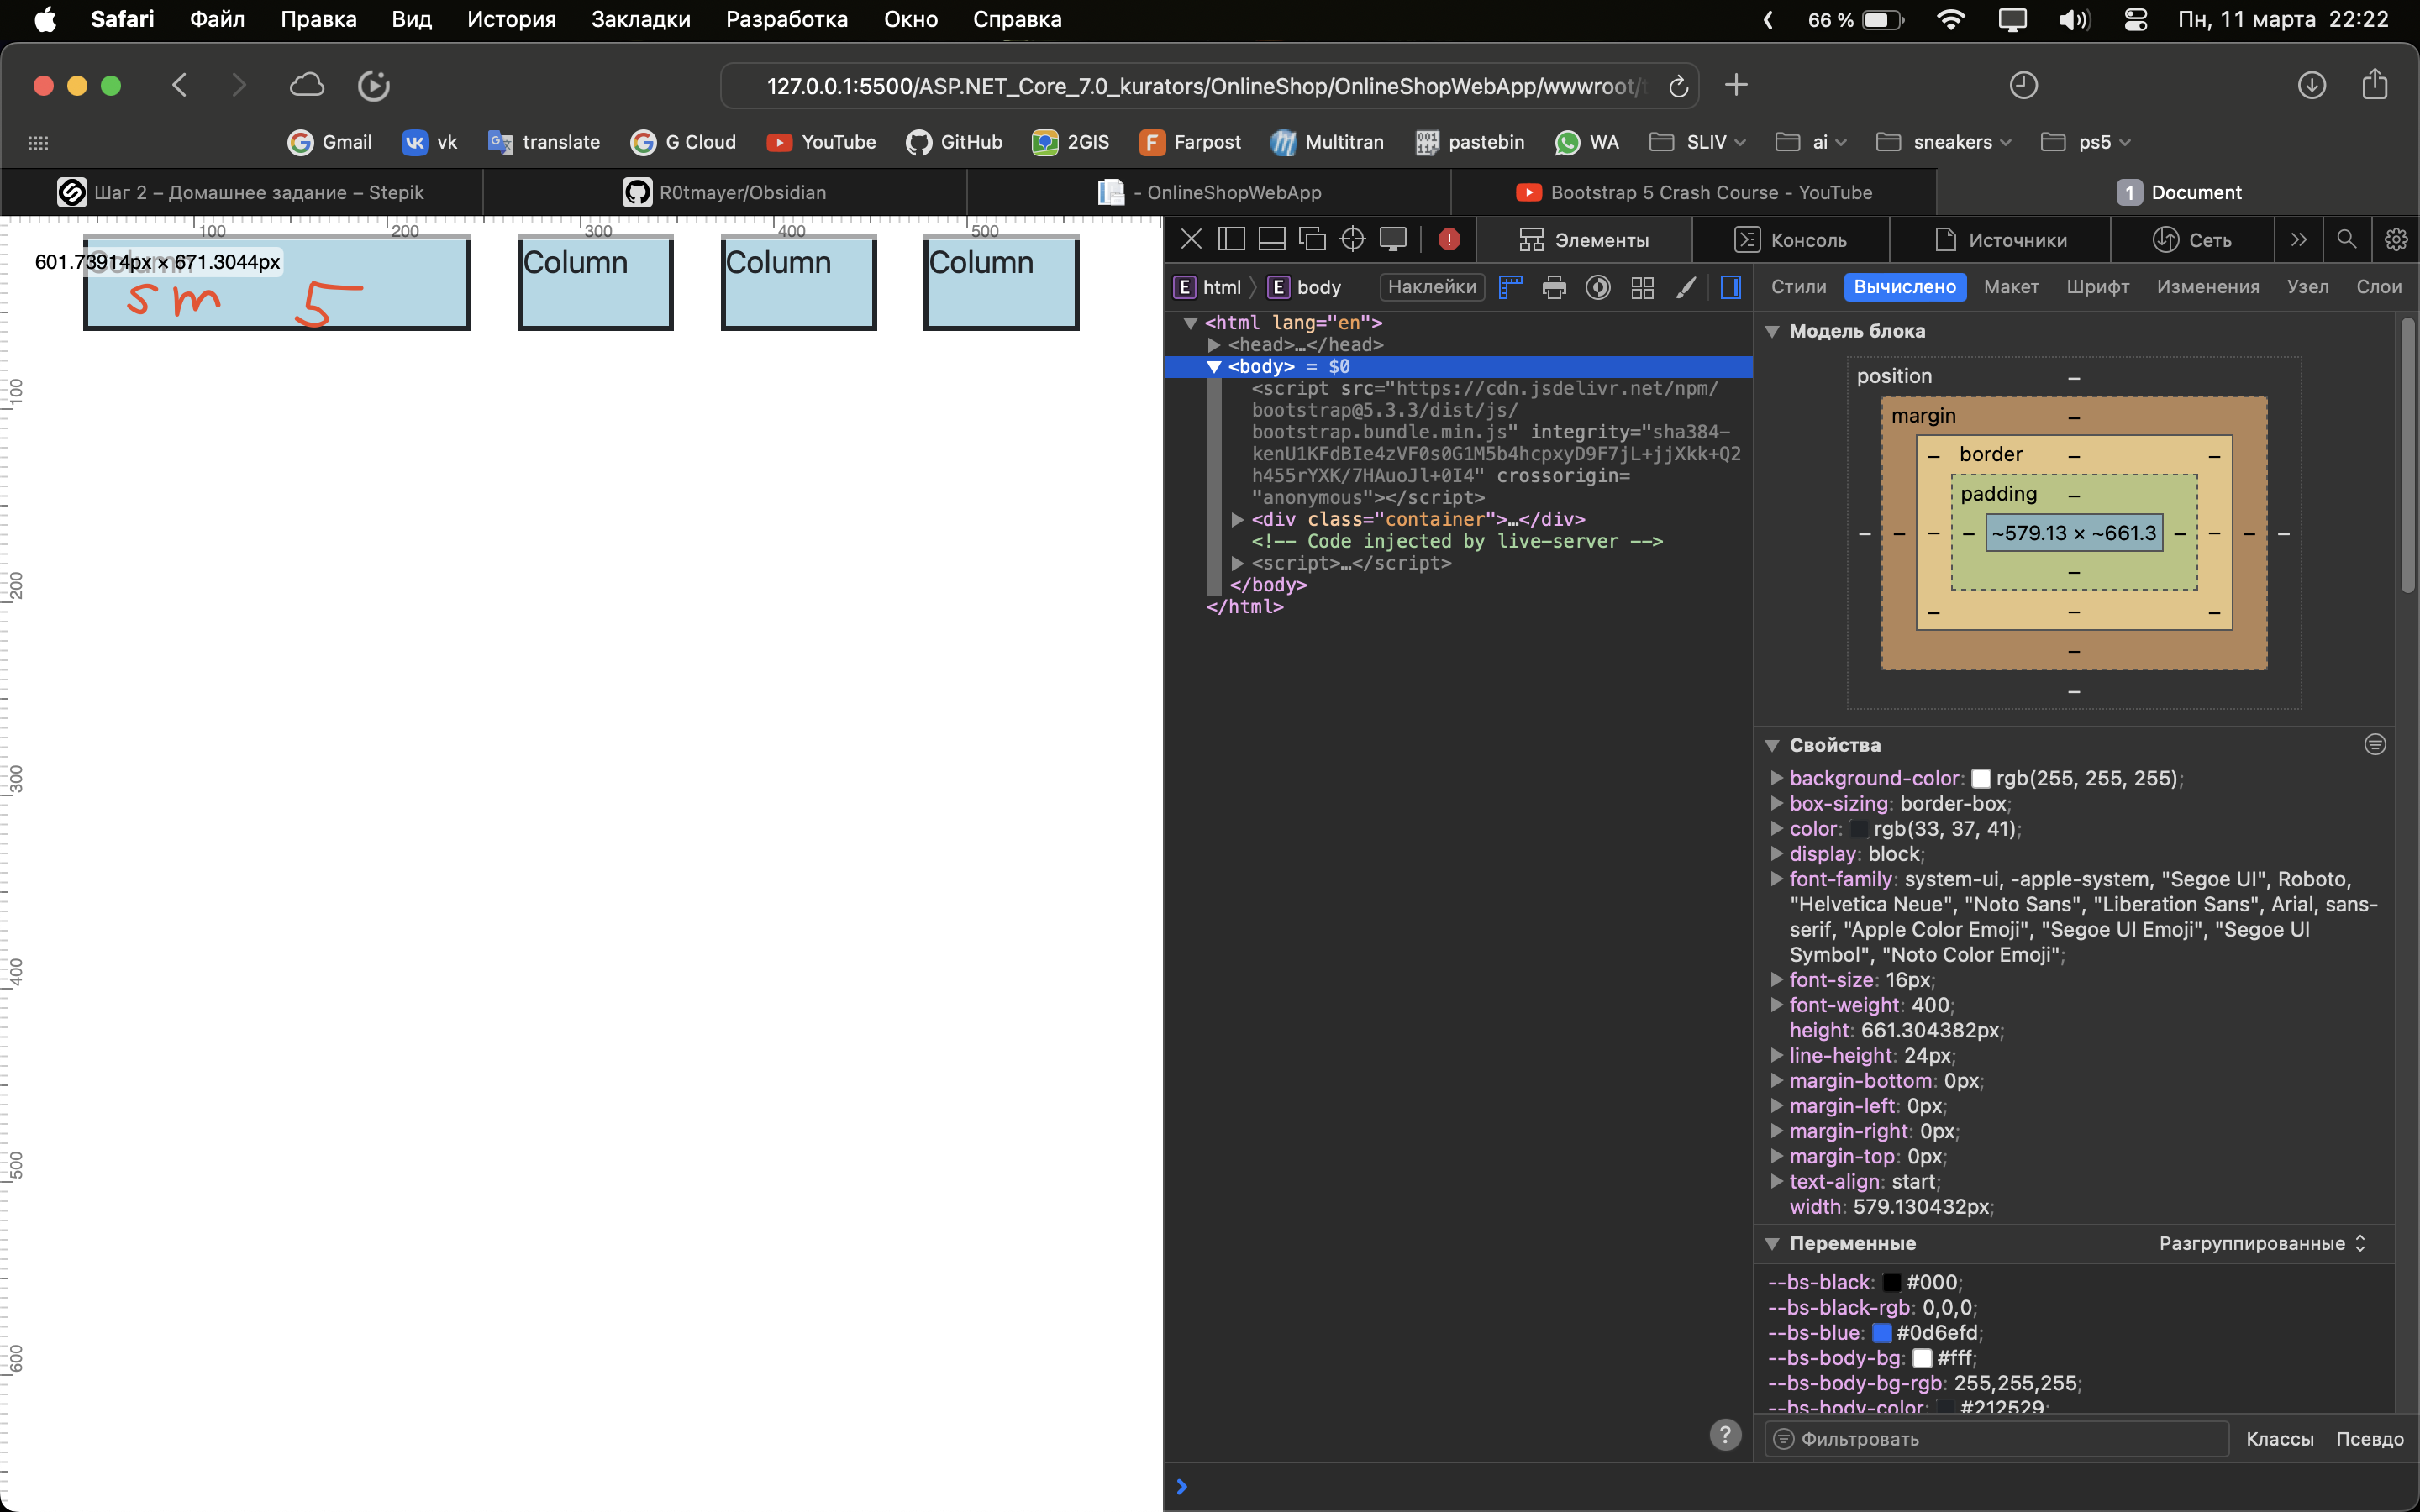 Safari Файл Правка Вид История Закладки Разработка Окно Справка 66 % Пн, 11 марта 22:22
127.0.0.1:5500/ASP.NET_Core_7.0_kurators/OnlineShop/OnlineShopWebApp/wwwroot/t
Gmail vk translate G Cloud YouTube GitHub 2GIS Farpost Multitran pastebin WA SLIV ai sneakers ps5
Шаг 2 – Домашнее задание – Stepik R0tmayer/Obsidian - OnlineShopWebApp Bootstrap 5 Crash Course - YouTube 1 Document
100 200 300 400 500
601.73914px × 671.3044px
Column Column Column Column
sm 5
100
200
300
400
500
600
Элементы Консоль Источники Сеть
E html E body Наклейки
<html lang="en">
<head>…</head>
<body> = $0
<script src="https://cdn.jsdelivr.net/npm/
bootstrap@5.3.3/dist/js/
bootstrap.bundle.min.js" integrity="sha384-
kenU1KFdBIe4zVF0s0G1M5b4hcpxyD9F7jL+jjXkk+Q2
h455rYXK/7HAuoJl+0I4" crossorigin=
"anonymous"></script>
<div class="container">…</div>
<!-- Code injected by live-server -->
<script>…</script>
</body>
</html>
?
Стили Вычислено Макет Шрифт Изменения Узел Слои
Модель блока
position –
margin –
– border – –
padding –
– – – – ~579.13 × ~661.3 – – – –
–
– – –
–
–
Свойства
background-color: rgb(255, 255, 255);
box-sizing: border-box;
color: rgb(33, 37, 41);
display: block;
font-family: system-ui, -apple-system, "Segoe UI", Roboto,
"Helvetica Neue", "Noto Sans", "Liberation Sans", Arial, sans-
serif, "Apple Color Emoji", "Segoe UI Emoji", "Segoe UI
Symbol", "Noto Color Emoji";
font-size: 16px;
font-weight: 400;
height: 661.304382px;
line-height: 24px;
margin-bottom: 0px;
margin-left: 0px;
margin-right: 0px;
margin-top: 0px;
text-align: start;
width: 579.130432px;
Переменные Разгруппированные
--bs-black: #000;
--bs-black-rgb: 0,0,0;
--bs-blue: #0d6efd;
--bs-body-bg: #fff;
--bs-body-bg-rgb: 255,255,255;
--bs-body-color: #212529;
Фильтровать Классы Псевдо